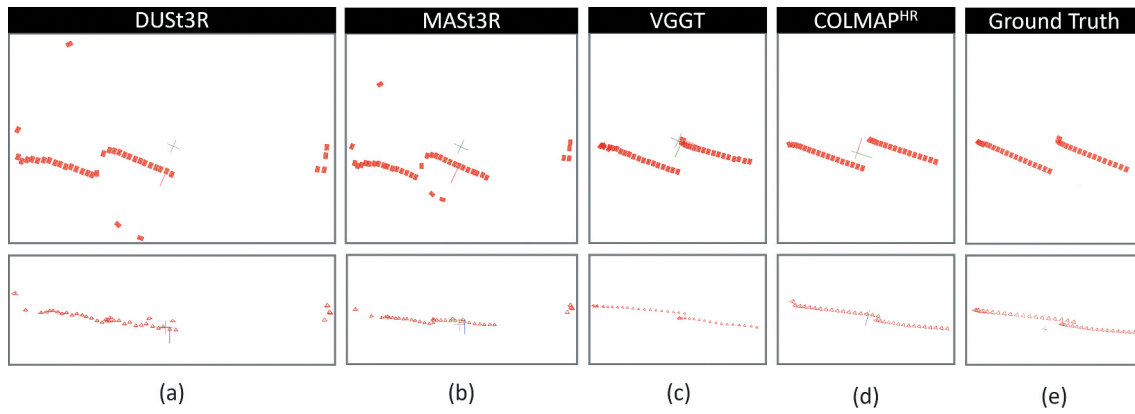 DUSt3R MASt3R VGGT COLMAPᴴᴿ Ground Truth
(a) (b) (c) (d) (e)